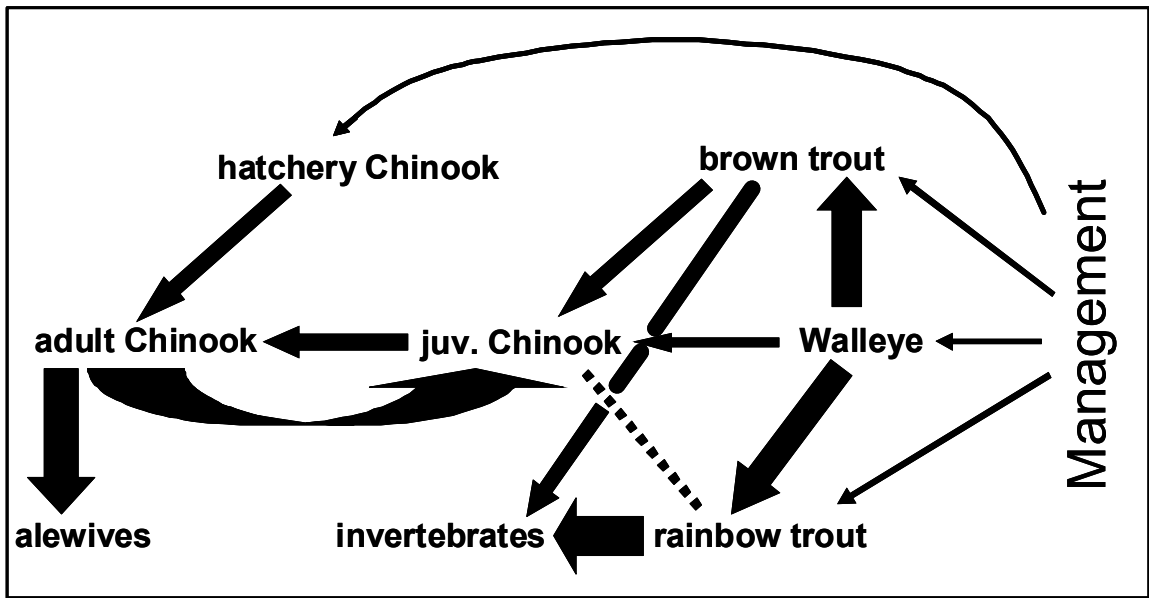 hatchery Chinook
brown trout
adult Chinook
juv. Chinook
Walleye
Management
alewives
invertebrates
rainbow trout